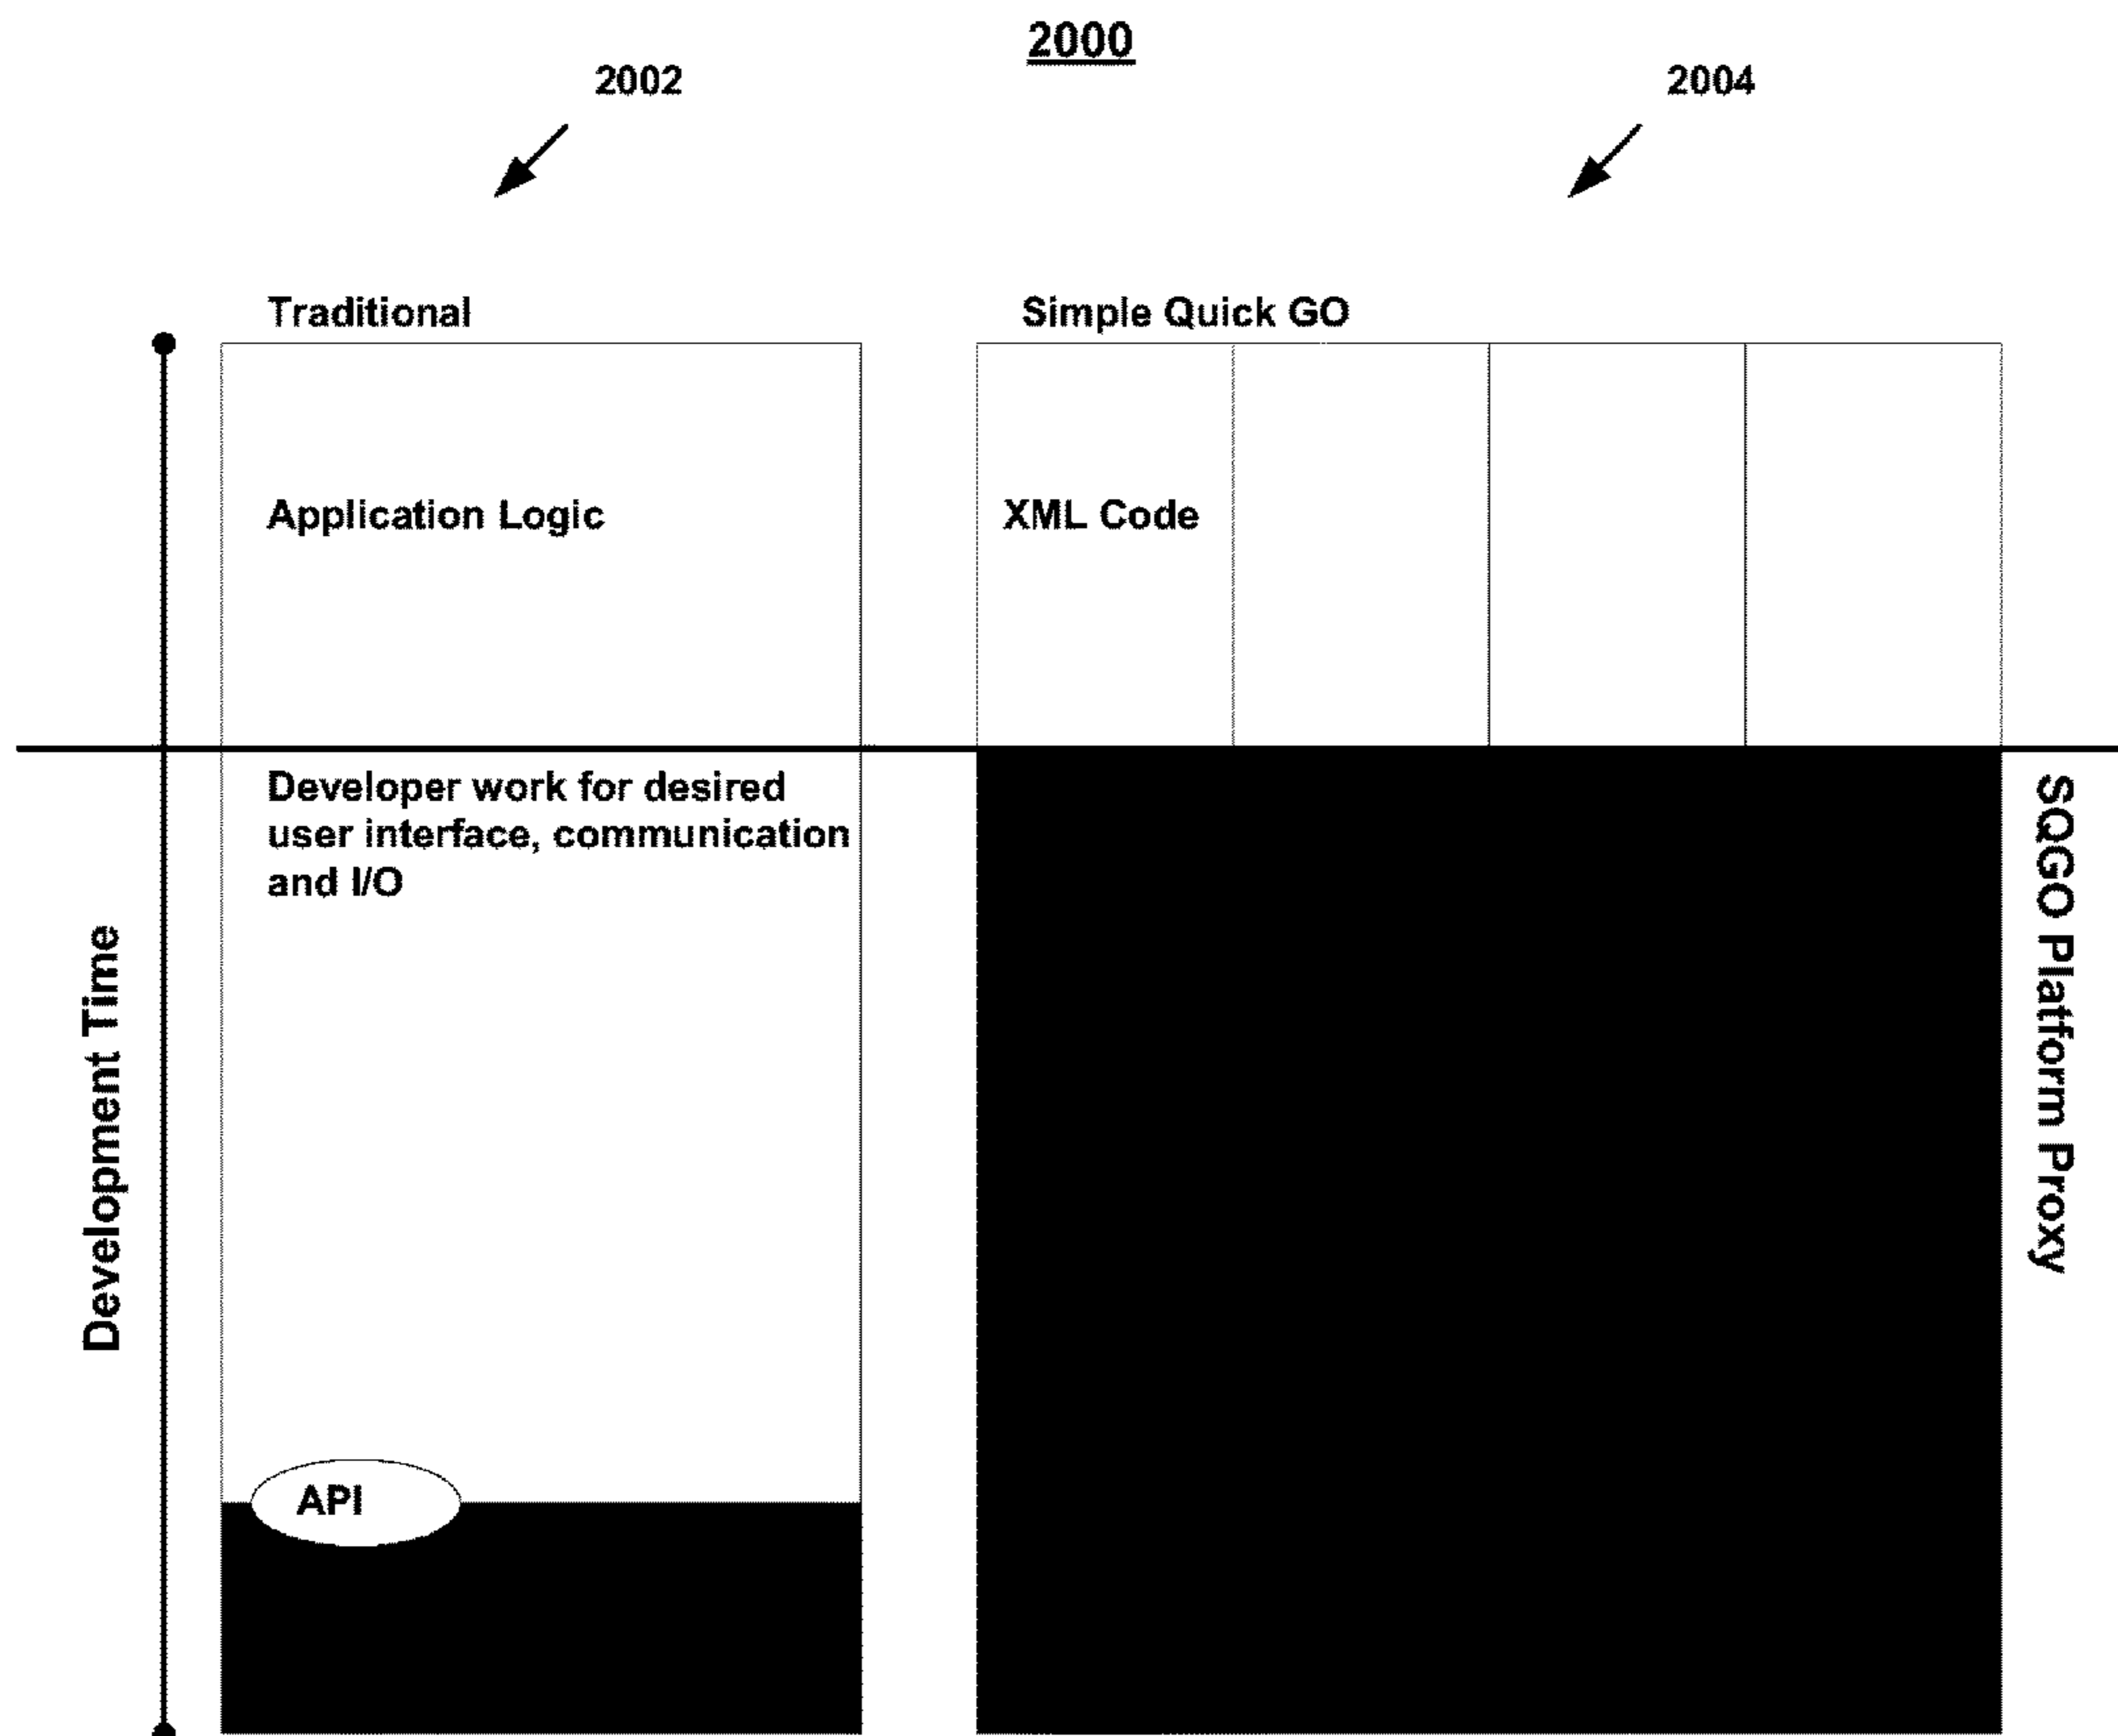 2000
2002
2004
Traditional
Simple Quick GO
Application Logic
XML Code
Developer work for desired
user interface, communication
and I/O
Development Time
SQGO Platform Proxy
API